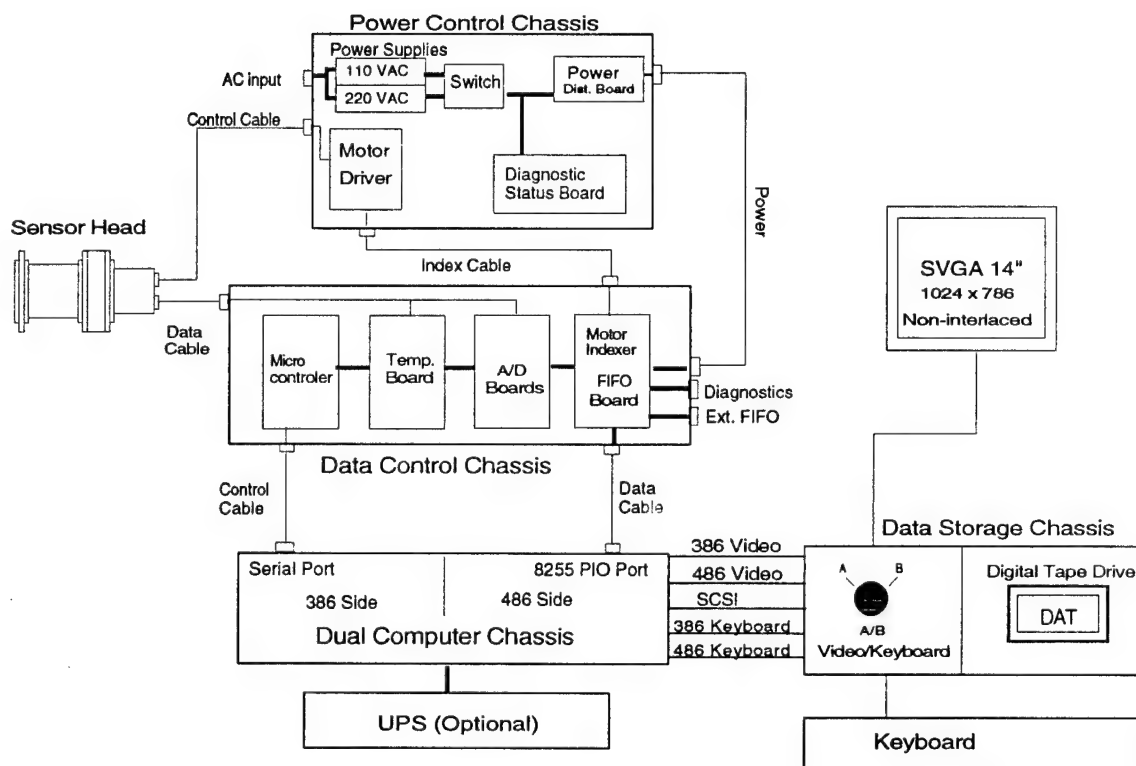 Power Control Chassis
Power Supplies
AC input
110 VAC
220 VAC
Switch
Power
Dist. Board
Control Cable
Motor
Driver
Diagnostic
Status Board
Power
Sensor Head
Index Cable
SVGA 14"
1024 x 786
Non-interlaced
Data
Cable
Micro
controler
Temp.
Board
A/D
Boards
Motor
Indexer
FIFO
Board
Diagnostics
Ext. FIFO
Data Control Chassis
Control
Cable
Data
Cable
Data Storage Chassis
Serial Port
8255 PIO Port
386 Side
486 Side
Dual Computer Chassis
386 Video
486 Video
SCSI
386 Keyboard
486 Keyboard
A
B
A/B
Video/Keyboard
Digital Tape Drive
DAT
UPS (Optional)
Keyboard